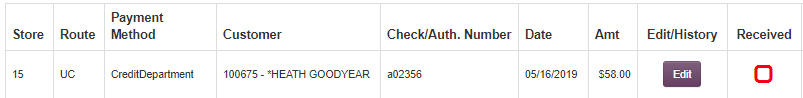 Store Route Payment Method Customer Check/Auth. Number Date Amt Edit/History Received
15 UC CreditDepartment 100675 - *HEATH GOODYEAR a02356 05/16/2019 $58.00 Edit